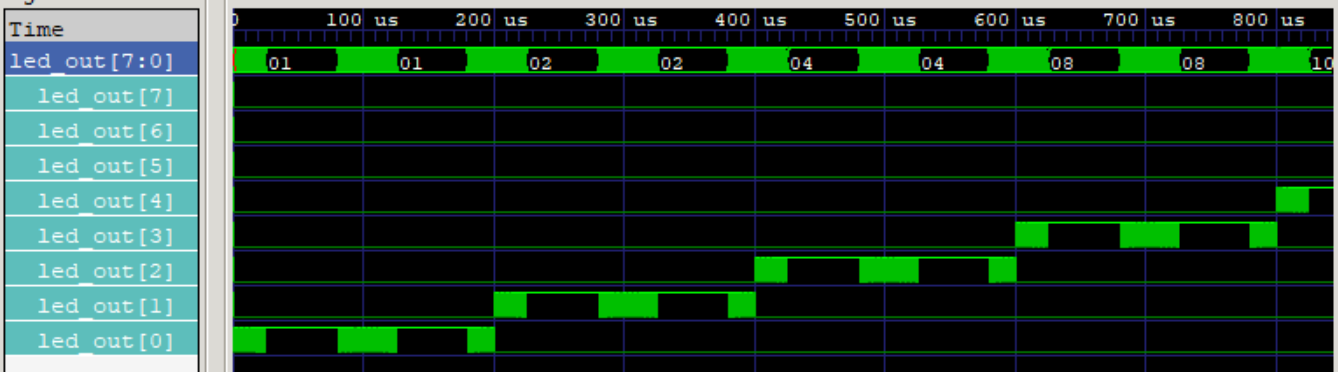 Time
0 100 us 200 us 300 us 400 us 500 us 600 us 700 us 800 us
led_out[7:0] 01 01 02 02 04 04 08 08 10
led_out[7]
led_out[6]
led_out[5]
led_out[4]
led_out[3]
led_out[2]
led_out[1]
led_out[0]